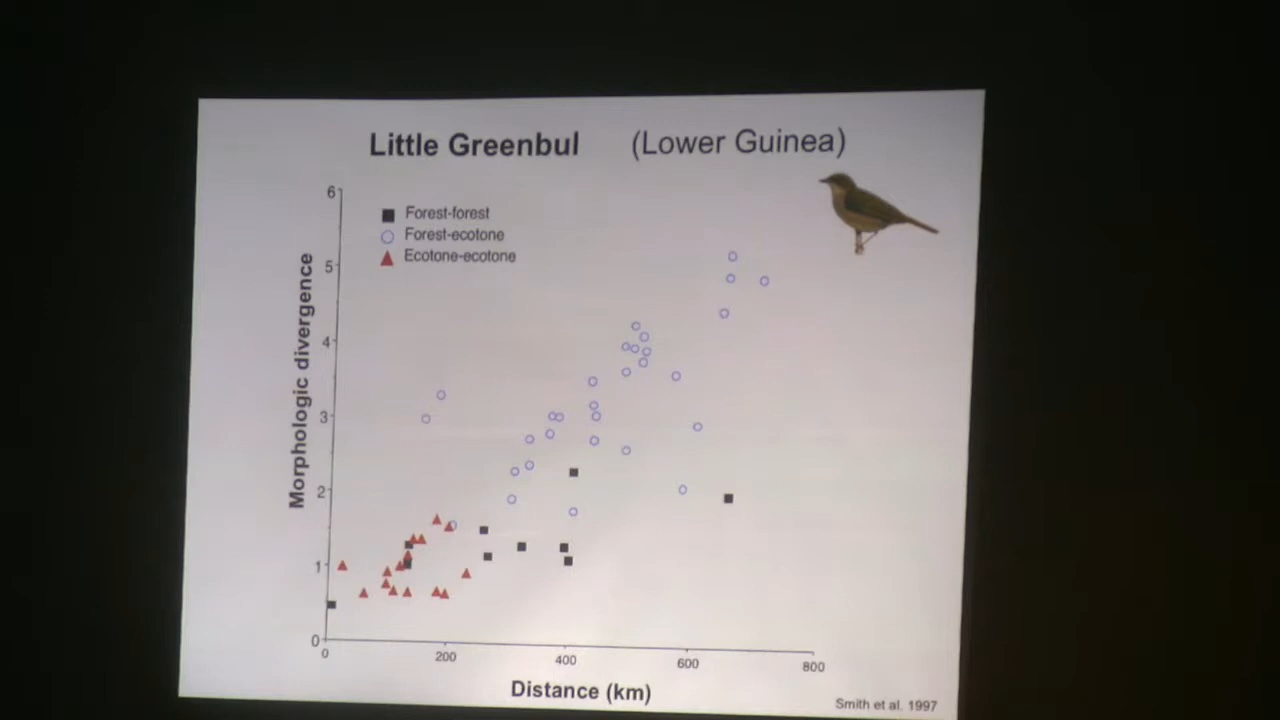 Little Greenbul (Lower Guinea)
6
Forest-forest
Forest-ecotone
Ecotone-ecotone
5
4
3
2
1
0
Morphologic divergence
0 200 400 600 800
Distance (km)
Smith et al. 1997